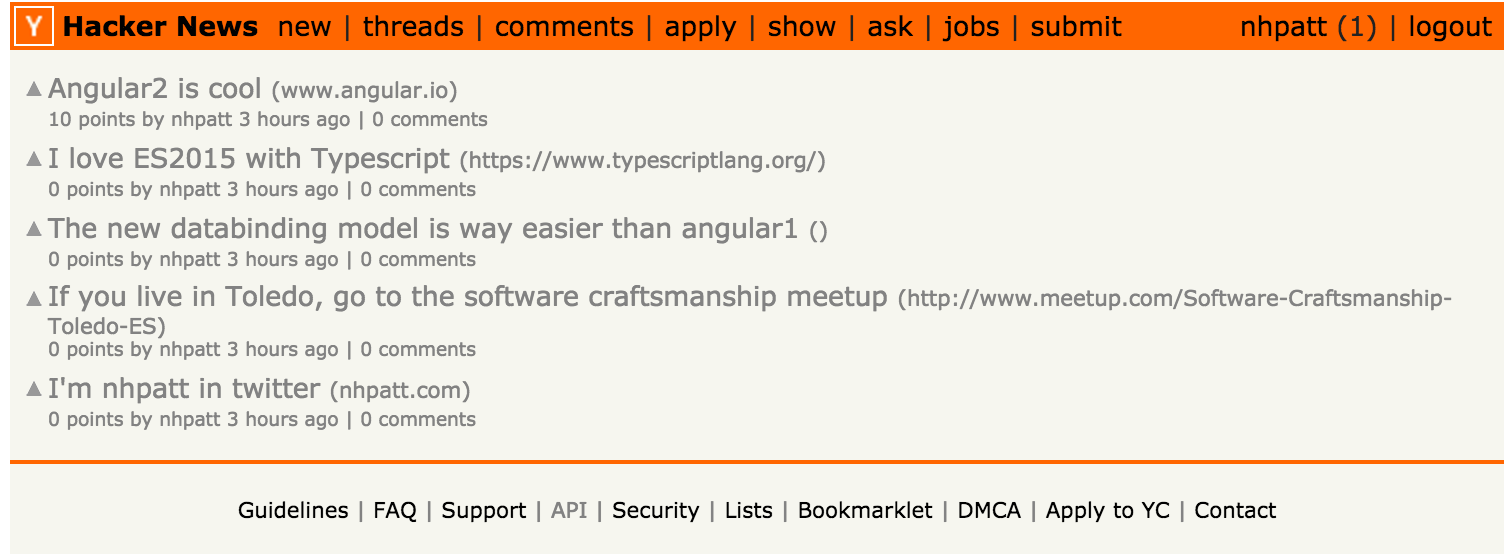 Y Hacker News new | threads | comments | apply | show | ask | jobs | submit nhpatt (1) | logout
▲ Angular2 is cool (www.angular.io)
10 points by nhpatt 3 hours ago | 0 comments
▲ I love ES2015 with Typescript (https://www.typescriptlang.org/)
0 points by nhpatt 3 hours ago | 0 comments
▲ The new databinding model is way easier than angular1 ()
0 points by nhpatt 3 hours ago | 0 comments
▲ If you live in Toledo, go to the software craftsmanship meetup (http://www.meetup.com/Software-Craftsmanship-
Toledo-ES)
0 points by nhpatt 3 hours ago | 0 comments
▲ I'm nhpatt in twitter (nhpatt.com)
0 points by nhpatt 3 hours ago | 0 comments
Guidelines | FAQ | Support | API | Security | Lists | Bookmarklet | DMCA | Apply to YC | Contact